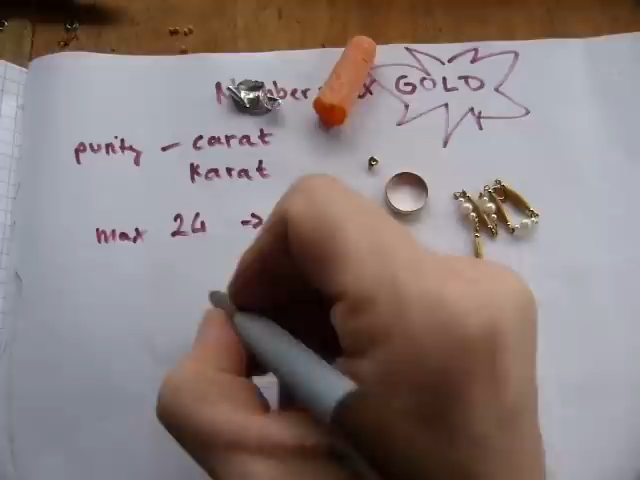 GOLD
purity - carat
karat
max 24 →